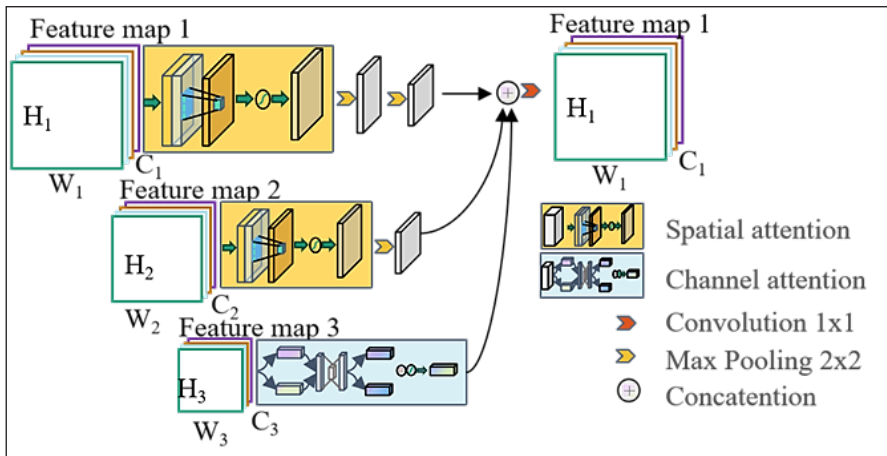 Feature map 1
H1
C1
W1
Feature map 2
H2
C2
W2
Feature map 3
H3
C3
W3
Feature map 1
H1
C1
W1
Spatial attention
Channel attention
Convolution 1x1
Max Pooling 2x2
Concatention